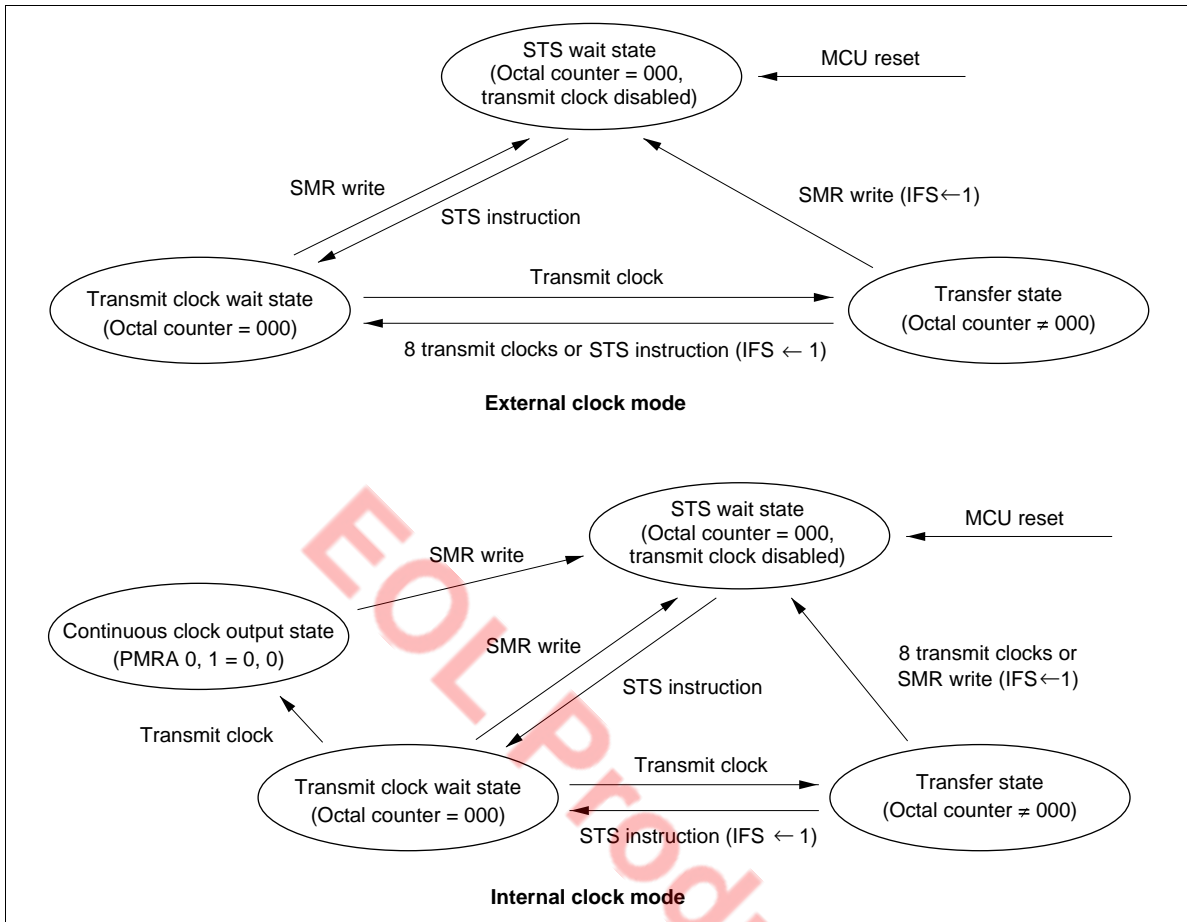 STS wait state
(Octal counter = 000,
transmit clock disabled)
MCU reset
SMR write
STS instruction
SMR write (IFS←1)
Transmit clock wait state
(Octal counter = 000)
Transmit clock
Transfer state
(Octal counter ≠ 000)
8 transmit clocks or STS instruction (IFS ← 1)
External clock mode
STS wait state
(Octal counter = 000,
transmit clock disabled)
MCU reset
SMR write
Continuous clock output state
(PMRA 0, 1 = 0, 0)
SMR write
STS instruction
8 transmit clocks or
SMR write (IFS←1)
Transmit clock
Transmit clock wait state
(Octal counter = 000)
Transmit clock
STS instruction (IFS ← 1)
Transfer state
(Octal counter ≠ 000)
Internal clock mode
EOL Produ